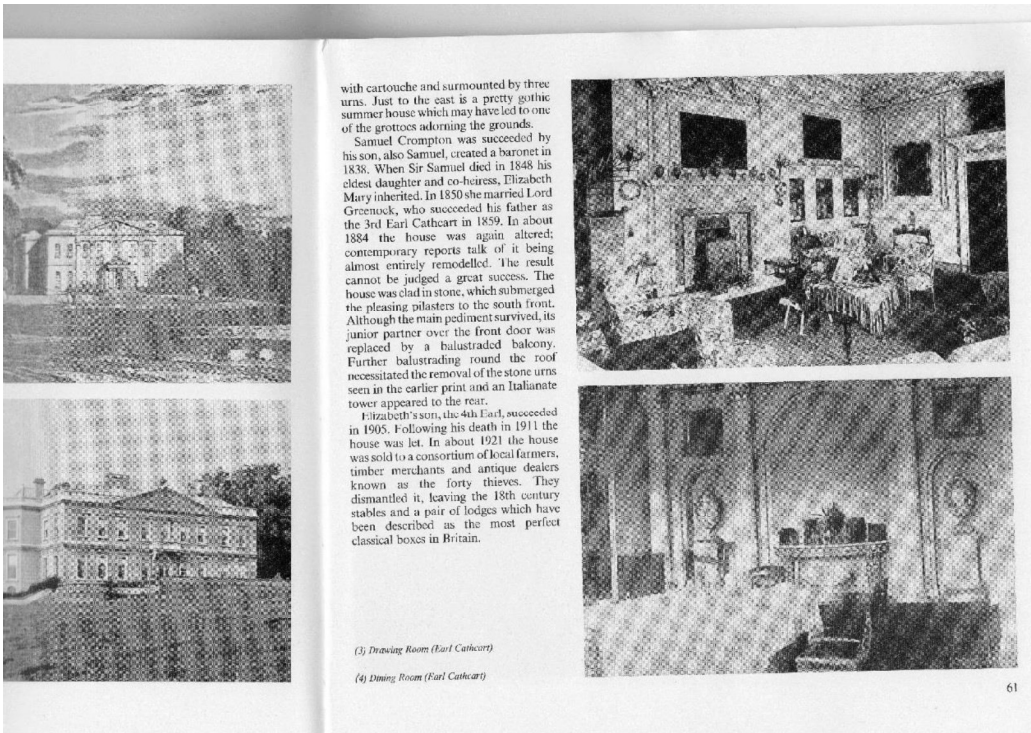 with cartouche and surmounted by three
urns. Just to the east is a pretty gothic
summer house which may have led to one
of the grottoes adorning the grounds.
Samuel Crompton was succeeded by
his son, also Samuel, created a baronet in
1838. When Sir Samuel died in 1848 his
eldest daughter and co-heiress, Elizabeth
Mary inherited. In 1850 she married Lord
Greenock, who succeeded his father as
the 3rd Earl Cathcart in 1859. In about
1884 the house was again altered;
contemporary reports talk of it being
almost entirely remodelled. The result
cannot be judged a great success. The
house was clad in stone, which submerged
the pleasing pilasters to the south front.
Although the main pediment survived, its
junior partner over the front door was
replaced by a balustraded balcony.
Further balustrading round the roof
necessitated the removal of the stone urns
seen in the earlier print and an Italianate
tower appeared to the rear.
Elizabeth's son, the 4th Earl, succeeded
in 1905. Following his death in 1911 the
house was let. In about 1921 the house
was sold to a consortium of local farmers,
timber merchants and antique dealers
known as the forty thieves. They
dismantled it, leaving the 18th century
stables and a pair of lodges which have
been described as the most perfect
classical boxes in Britain.
(3) Drawing Room (Earl Cathcart)
(4) Dining Room (Earl Cathcart)
61